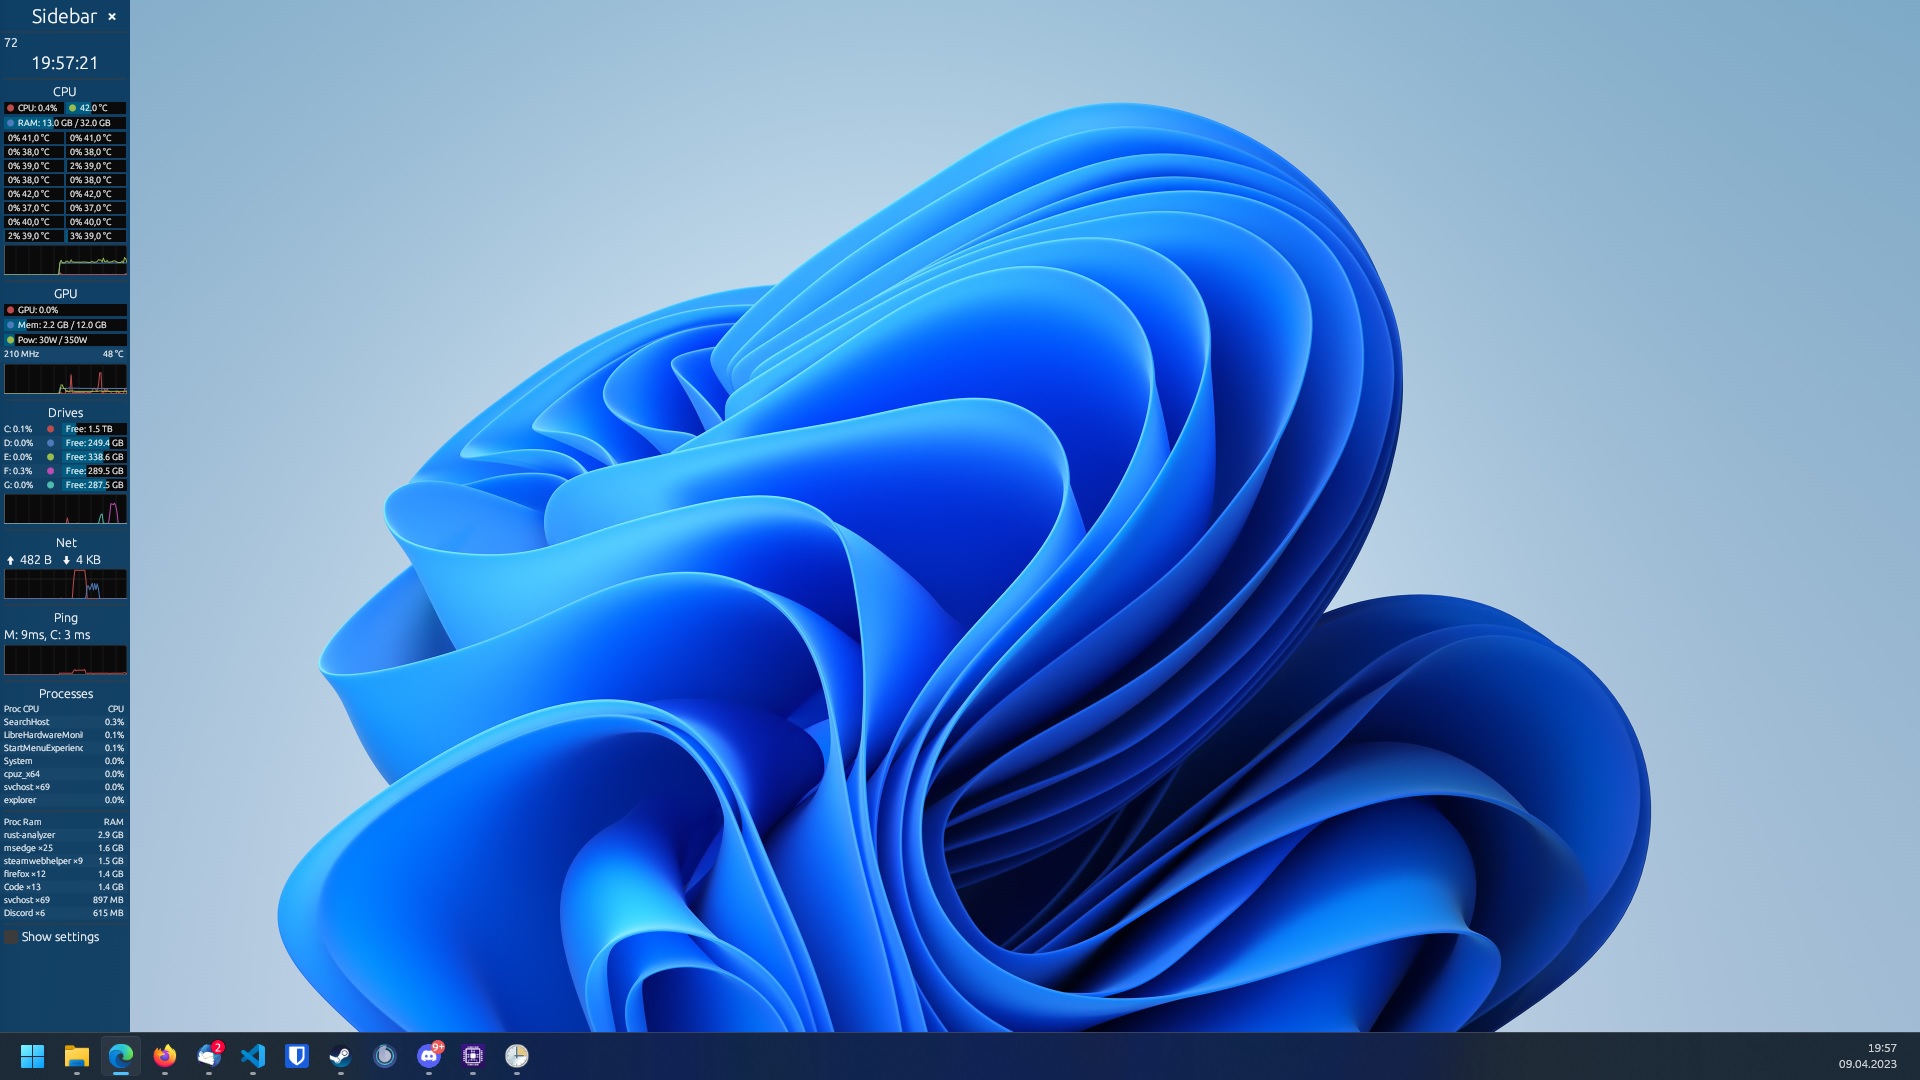 Sidebar ×
72
19:57:21
CPU
CPU: 0.4% 42.0 °C
RAM: 13.0 GB / 32.0 GB
0% 41,0 °C 0% 41,0 °C
0% 38,0 °C 0% 38,0 °C
0% 39,0 °C 2% 39,0 °C
0% 38,0 °C 0% 38,0 °C
0% 42,0 °C 0% 42,0 °C
0% 37,0 °C 0% 37,0 °C
0% 40,0 °C 0% 40,0 °C
2% 39,0 °C 3% 39,0 °C
GPU
GPU: 0.0%
Mem: 2.2 GB / 12.0 GB
Pow: 30W / 350W
210 MHz 48 °C
Drives
C: 0.1% Free: 1.5 TB
D: 0.0% Free: 249.4 GB
E: 0.0% Free: 338.6 GB
F: 0.3% Free: 289.5 GB
G: 0.0% Free: 287.5 GB
Net
482 B 4 KB
Ping
M: 9ms, C: 3 ms
Processes
Proc CPU CPU
SearchHost 0.3%
LibreHardwareMoni 0.1%
StartMenuExperienc 0.1%
System 0.0%
cpuz_x64 0.0%
svchost ×69 0.0%
explorer 0.0%
Proc Ram RAM
rust-analyzer 2.9 GB
msedge ×25 1.6 GB
steamwebhelper ×9 1.5 GB
firefox ×12 1.4 GB
Code ×13 1.4 GB
svchost ×69 897 MB
Discord ×6 615 MB
Show settings
2
9+
19:57
09.04.2023